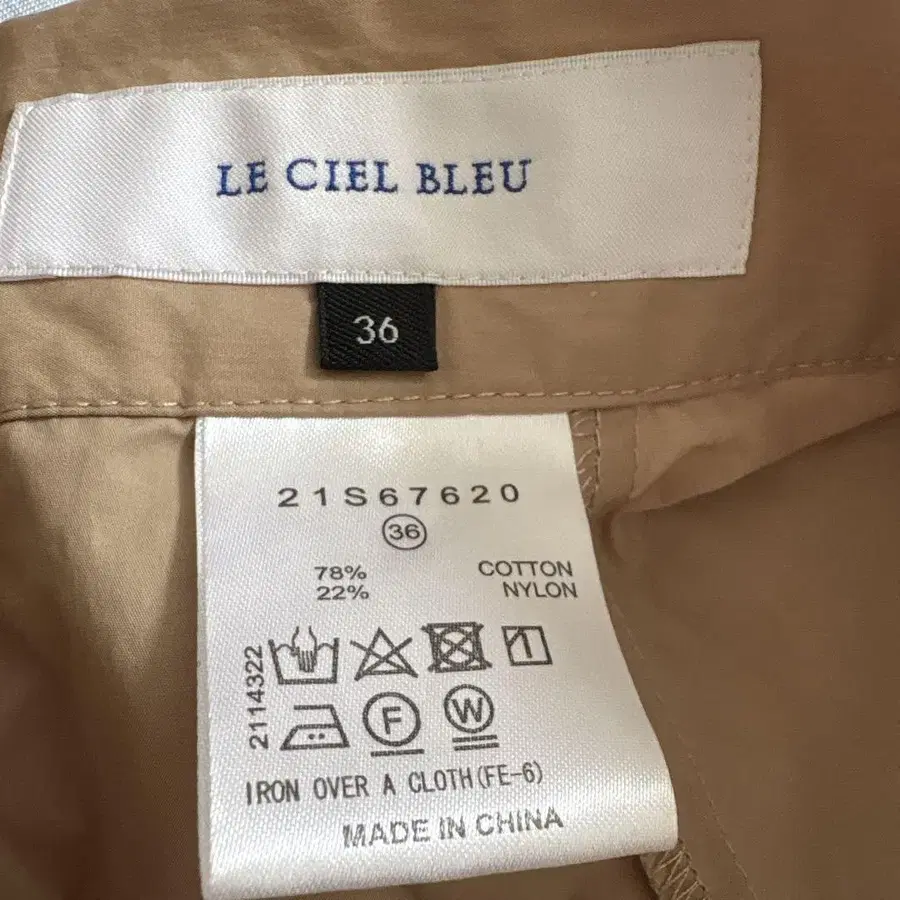 LE CIEL BLEU
36
21S67620
36
78% COTTON
22% NYLON
2114322
F W
IRON OVER A CLOTH(FE-6)
MADE IN CHINA